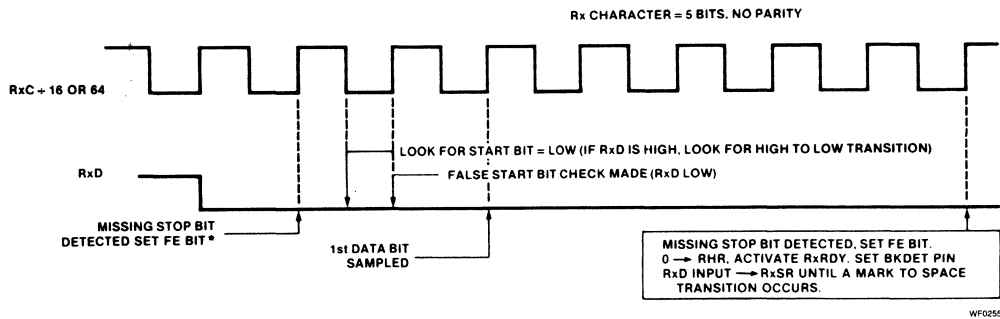 Rx CHARACTER = 5 BITS. NO PARITY
RxC ÷ 16 OR 64
LOOK FOR START BIT = LOW (IF RxD IS HIGH, LOOK FOR HIGH TO LOW TRANSITION)
RxD
FALSE START BIT CHECK MADE (RxD LOW)
MISSING STOP BIT
DETECTED SET FE BIT*
1st DATA BIT
SAMPLED
MISSING STOP BIT DETECTED, SET FE BIT.
0 → RHR, ACTIVATE RxRDY. SET BKDET PIN
RxD INPUT → RxSR UNTIL A MARK TO SPACE
TRANSITION OCCURS.
WF0255